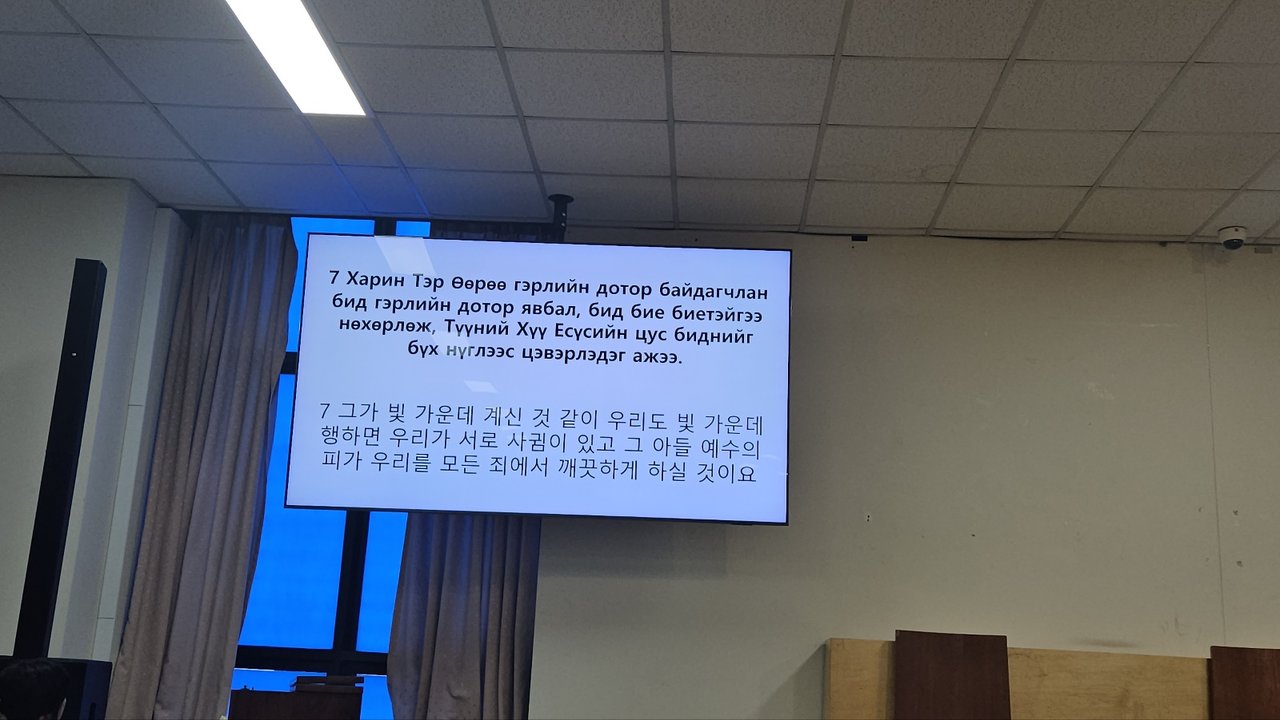 7 Харин Тэр Өөрөө гэрлийн дотор байдагчлан
бид гэрлийн дотор явбал, бид бие биетэйгээ
нөхөрлөж, Түүний Хүү Есүсийн цус биднийг
бүх нүглээс цэвэрлэдэг ажээ.
7 그가 빛 가운데 계신 것 같이 우리도 빛 가운데
행하면 우리가 서로 사귐이 있고 그 아들 예수의
피가 우리를 모든 죄에서 깨끗하게 하실 것이요